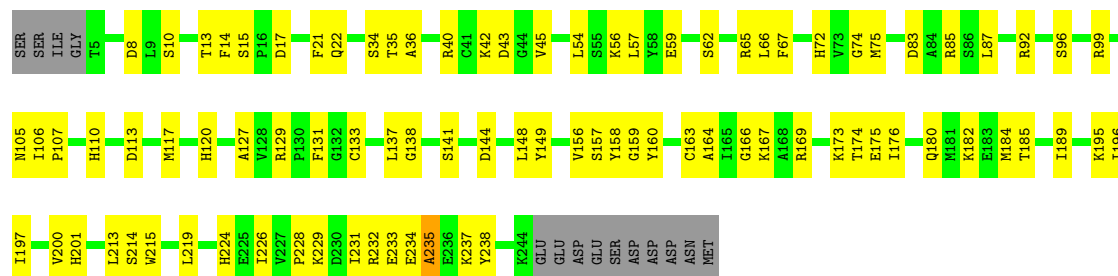 SER SER ILE GLY T5 D8 L9 S10 T13 F14 S15 P16 D17 F21 Q22 S34 T35 A36 R40 C41 K42 D43 G44 V45 L54 S55 K56 L57 Y58 E59 S62 R65 L66 F67 H72 V73 G74 M75 D83 A84 R85 S86 L87 R92 S96 R99
N105 I106 P107 H110 D113 M117 H120 A127 V128 R129 P130 F131 G132 C133 L137 G138 S141 D144 L148 Y149 V156 S157 Y158 G159 Y160 C163 A164 I165 G166 K167 A168 R169 K173 T174 E175 I176 Q180 M181 K182 E183 M184 T185 I189 K195 I196
I197 V200 H201 L213 S214 W215 L219 H224 E225 I226 V227 P228 K229 D230 I231 R232 E233 E234 A235 E236 K237 Y238 K244 GLU GLU ASP GLU SER ASP ASP ASP ASN MET